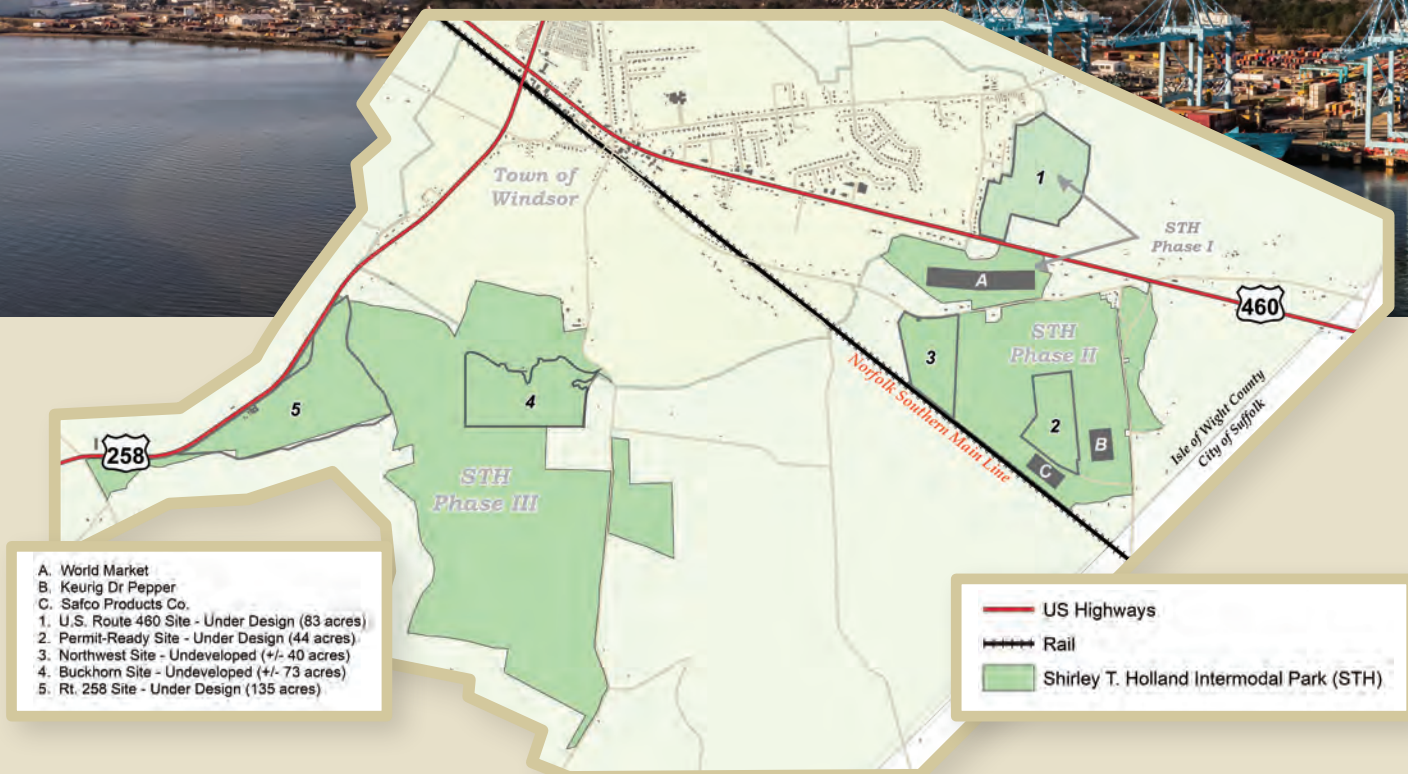 Town of
Windsor
1
STH
Phase I
A
460
STH
Phase II
3
Norfolk Southern Main Line
2
B
C
Isle of Wight County
City of Suffolk
5
4
258
STH
Phase III
A. World Market
B. Keurig Dr Pepper
C. Safco Products Co.
1. U.S. Route 460 Site - Under Design (83 acres)
2. Permit-Ready Site - Under Design (44 acres)
3. Northwest Site - Undeveloped (+/- 40 acres)
4. Buckhorn Site - Undeveloped (+/- 73 acres)
5. Rt. 258 Site - Under Design (135 acres)
US Highways
Rail
Shirley T. Holland Intermodal Park (STH)